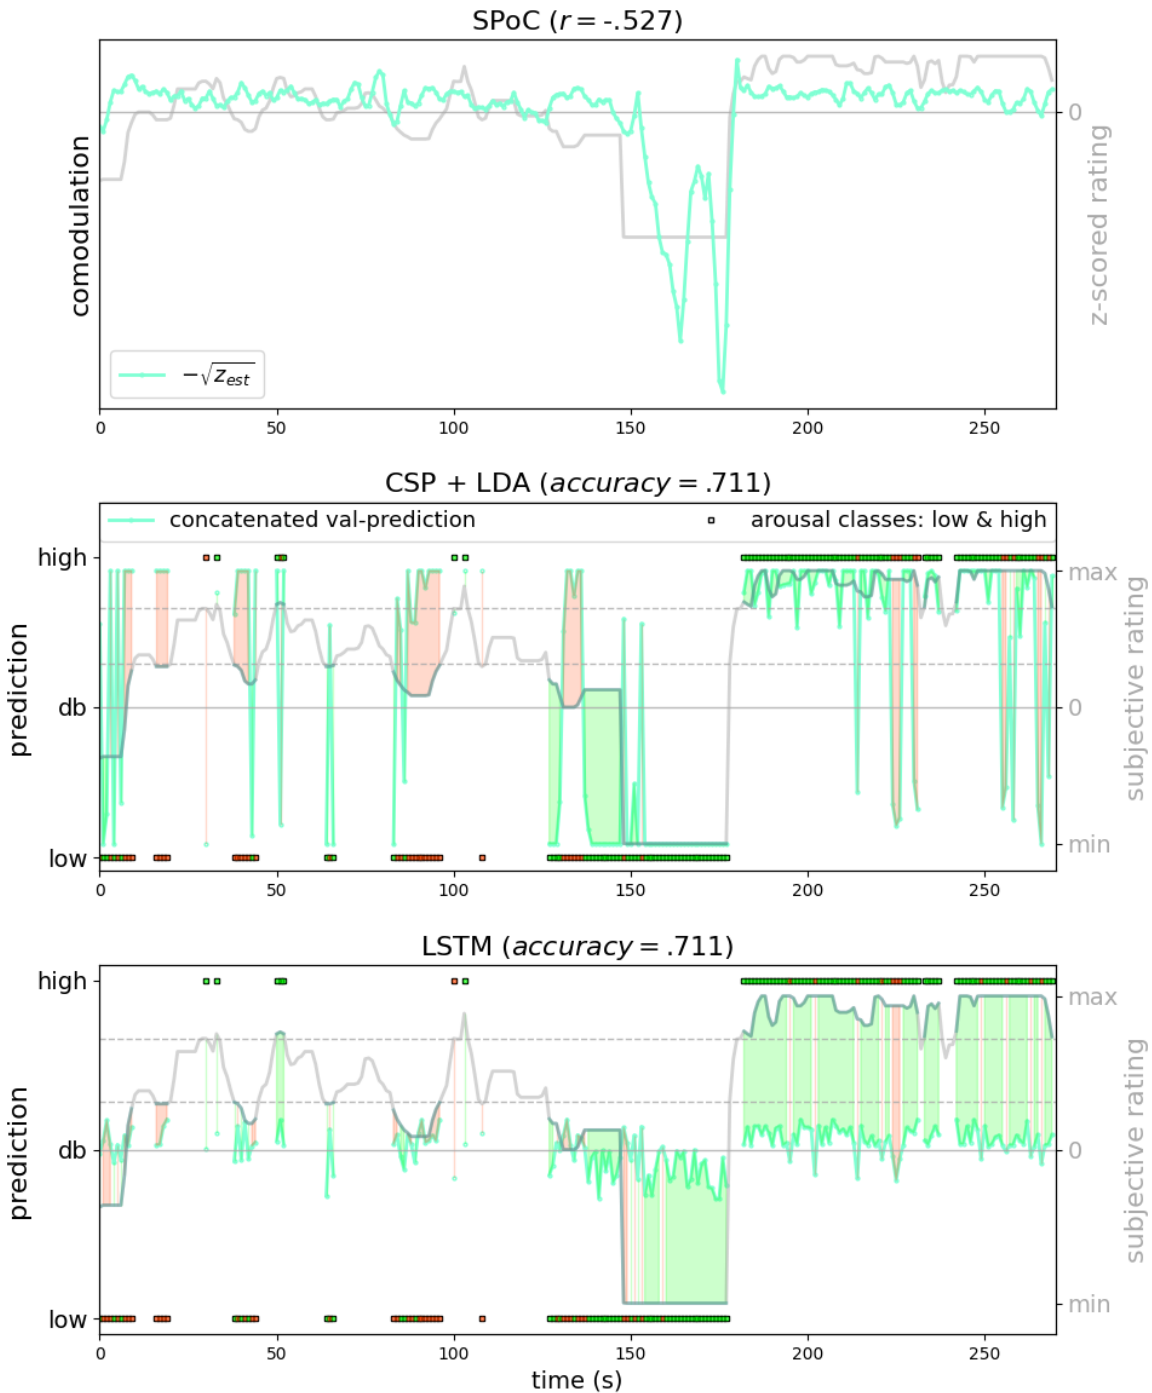 SPoC (r = -.527)
comodulation
0
z-scored rating
−√z_est
0 50 100 150 200 250
CSP + LDA (accuracy = .711)
concatenated val-prediction
arousal classes: low & high
high
db
low
prediction
max
0
min
subjective rating
0 50 100 150 200 250
LSTM (accuracy = .711)
high
db
low
prediction
max
0
min
subjective rating
0 50 100 150 200 250
time (s)